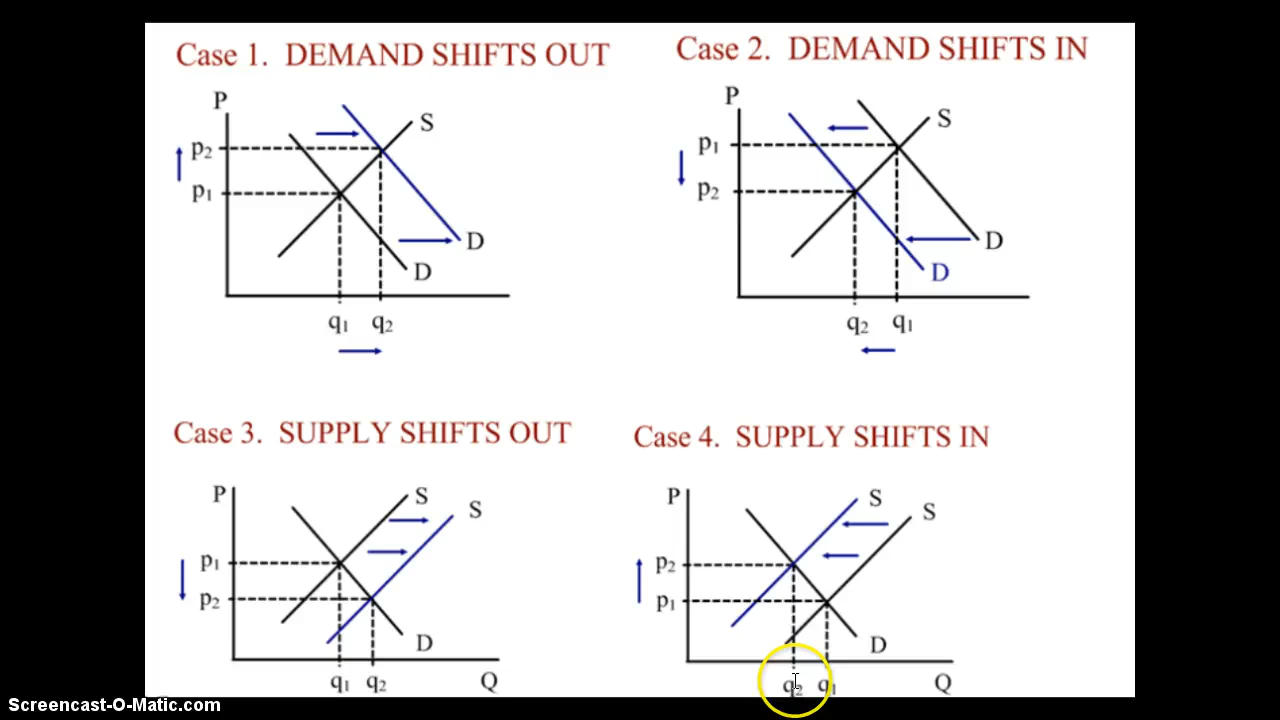 Case 1. DEMAND SHIFTS OUT
P
S
p2
p1
D
D
q1 q2
Case 2. DEMAND SHIFTS IN
P
S
p1
p2
D
D
q2 q1
Case 3. SUPPLY SHIFTS OUT
P
S
S
p1
p2
D
q1 q2 Q
Case 4. SUPPLY SHIFTS IN
P
S
S
p2
p1
D
q2 q1 Q
Screencast-O-Matic.com